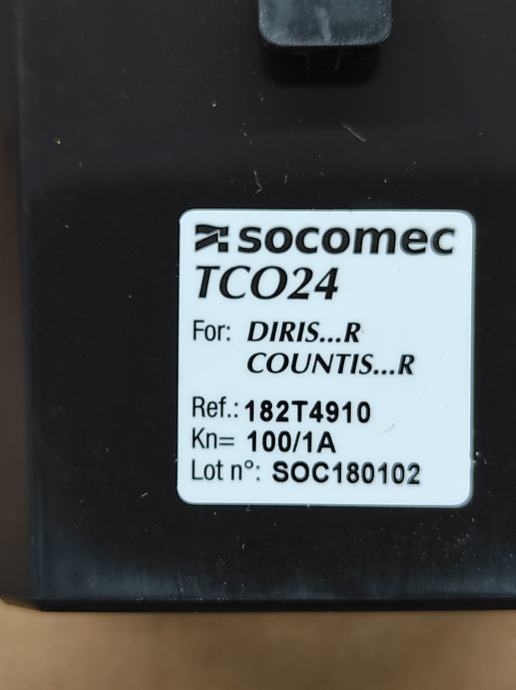 socomec
TCO24
For: DIRIS...R
COUNTIS...R
Ref.: 182T4910
Kn= 100/1A
Lot n°: SOC180102